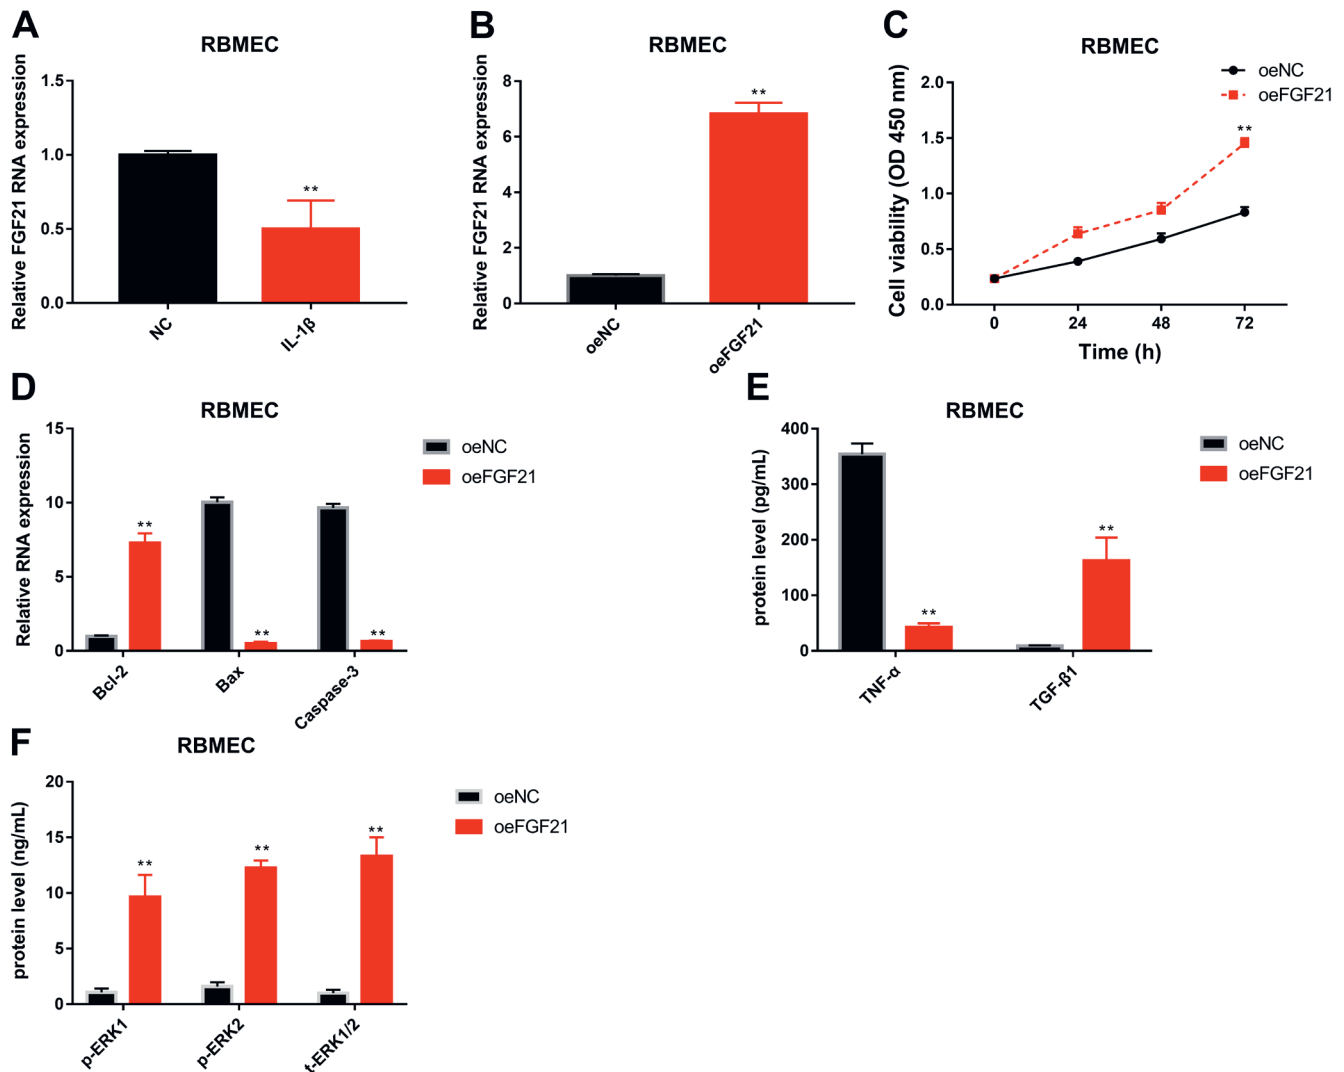 A
RBMEC
Relative FGF21 RNA expression
1.5
1.0
0.5
0.0
**
NC
IL-1β
B
RBMEC
Relative FGF21 RNA expression
8
6
4
2
0
**
oeNC
oeFGF21
C
RBMEC
oeNC
oeFGF21
Cell viability (OD 450 nm)
2.0
1.5
1.0
0.5
0.0
**
0 24 48 72
Time (h)
D
RBMEC
Relative RNA expression
15
10
5
0
**
**
**
Bcl-2
Bax
Caspase-3
oeNC
oeFGF21
E
RBMEC
protein level (pg/mL)
400
300
200
100
0
**
**
TNF-α
TGF-β1
oeNC
oeFGF21
F
RBMEC
protein level (ng/mL)
20
15
10
5
0
**
**
**
p-ERK1
p-ERK2
t-ERK1/2
oeNC
oeFGF21